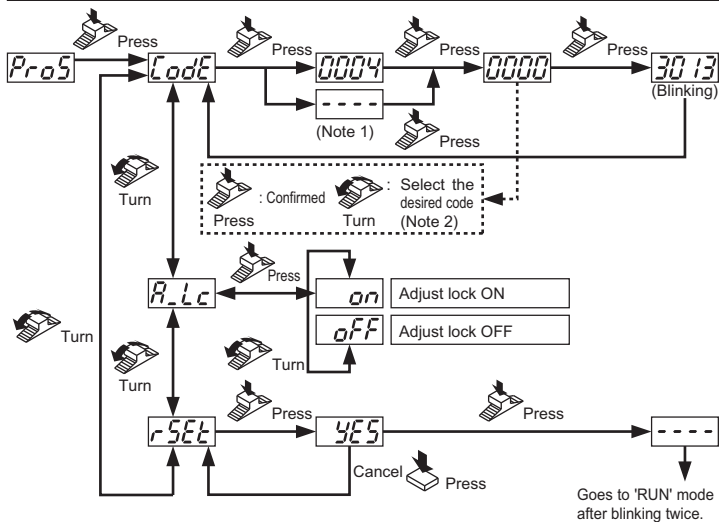 Press
Press
Press
Press
Press
ProS
CodE
0004
0000
3013
(Blinking)
- - - -
(Note 1)
Press
Turn
: Confirmed
Press
: Select the
desired code
Turn
(Note 2)
Press
A_Lc
on
Adjust lock ON
oFF
Adjust lock OFF
Turn
Turn
Turn
Press
Press
rSEt
YES
- - - -
Cancel
Press
Goes to 'RUN' mode
after blinking twice.